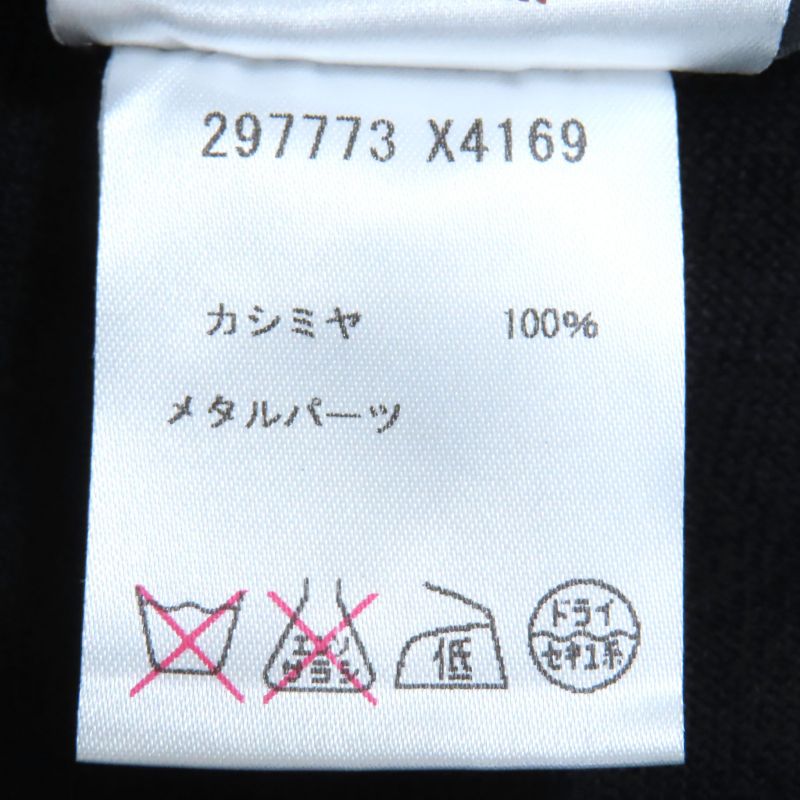 297773 X4169
カシミヤ 100%
メタルパーツ
エンソ
サラシ
低
ドライ
セキユ系